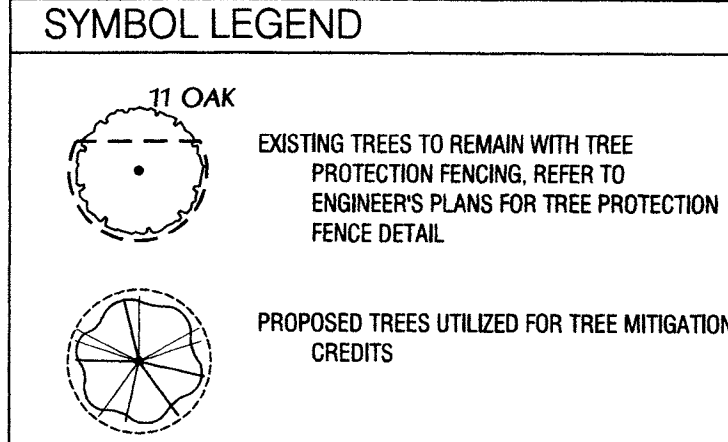 SYMBOL LEGEND
11 OAK
EXISTING TREES TO REMAIN WITH TREE
PROTECTION FENCING, REFER TO
ENGINEER'S PLANS FOR TREE PROTECTION
FENCE DETAIL
PROPOSED TREES UTILIZED FOR TREE MITIGATION
CREDITS